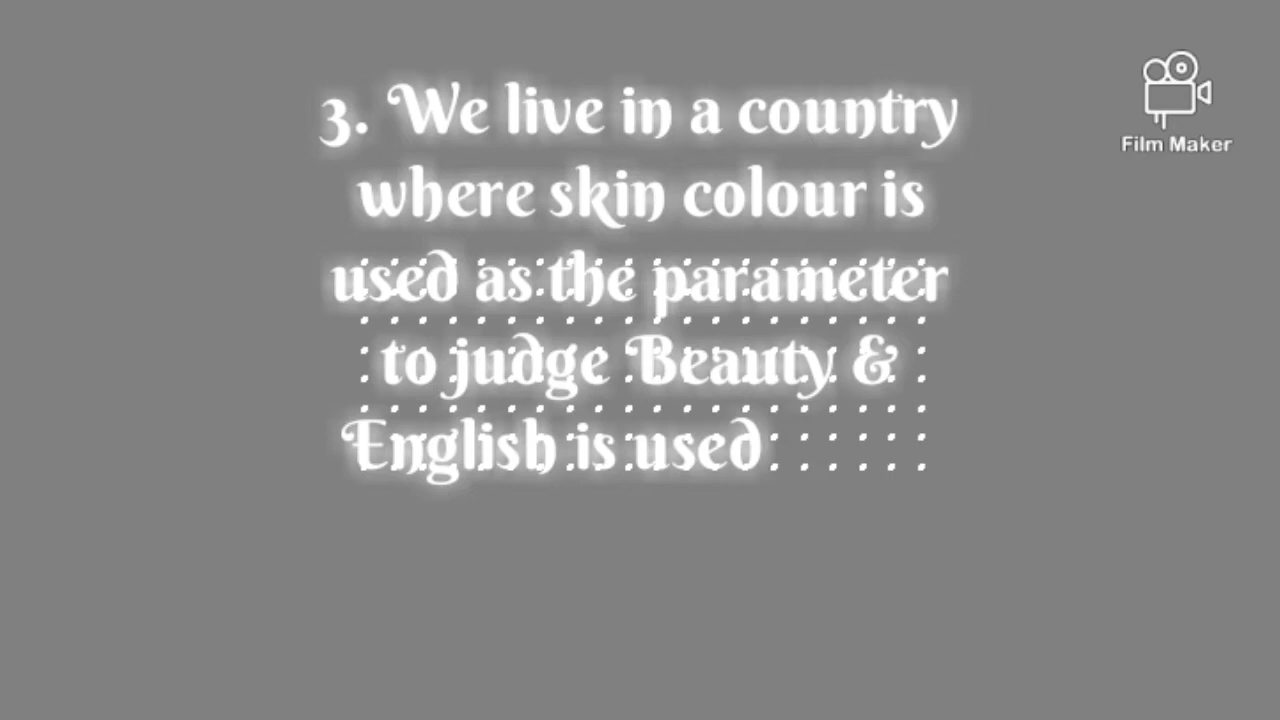 3. We live in a country
where skin colour is
used as the parameter
to judge Beauty &
English is used
Film Maker